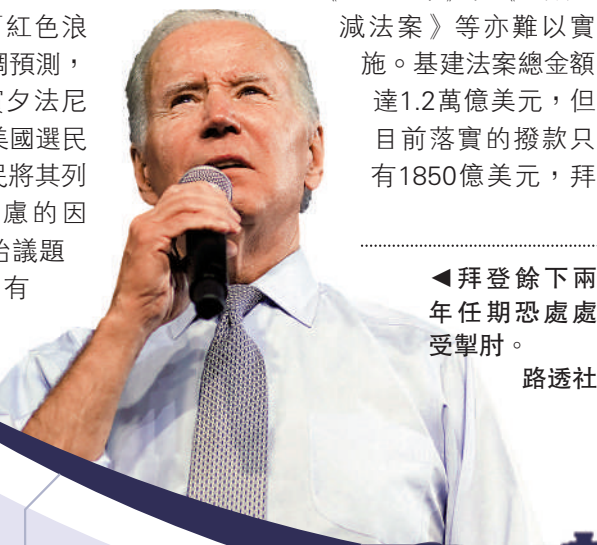 紅色浪
預測，
夕法尼
美國選民
民將其列
慮的因
治議題
有
減法案》等亦難以實
施。基建法案總金額
達1.2萬億美元，但
目前落實的撥款只
有1850億美元，拜
◀拜登餘下兩
年任期恐處處
受掣肘。
路透社